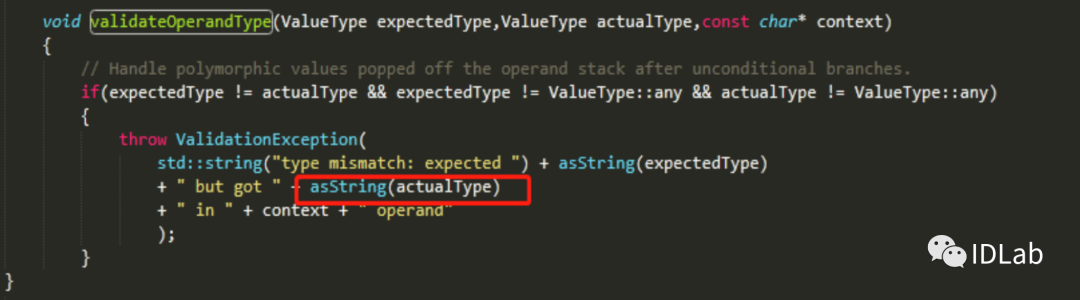 void validateOperandType(ValueType expectedType,ValueType actualType,const char* context)
{
// Handle polymorphic values popped off the operand stack after unconditional branches.
if(expectedType != actualType && expectedType != ValueType::any && actualType != ValueType::any)
{
throw ValidationException(
std::string("type mismatch: expected ") + asString(expectedType)
+ " but got " + asString(actualType)
+ " in " + context + " operand"
);
}
}
IDLab